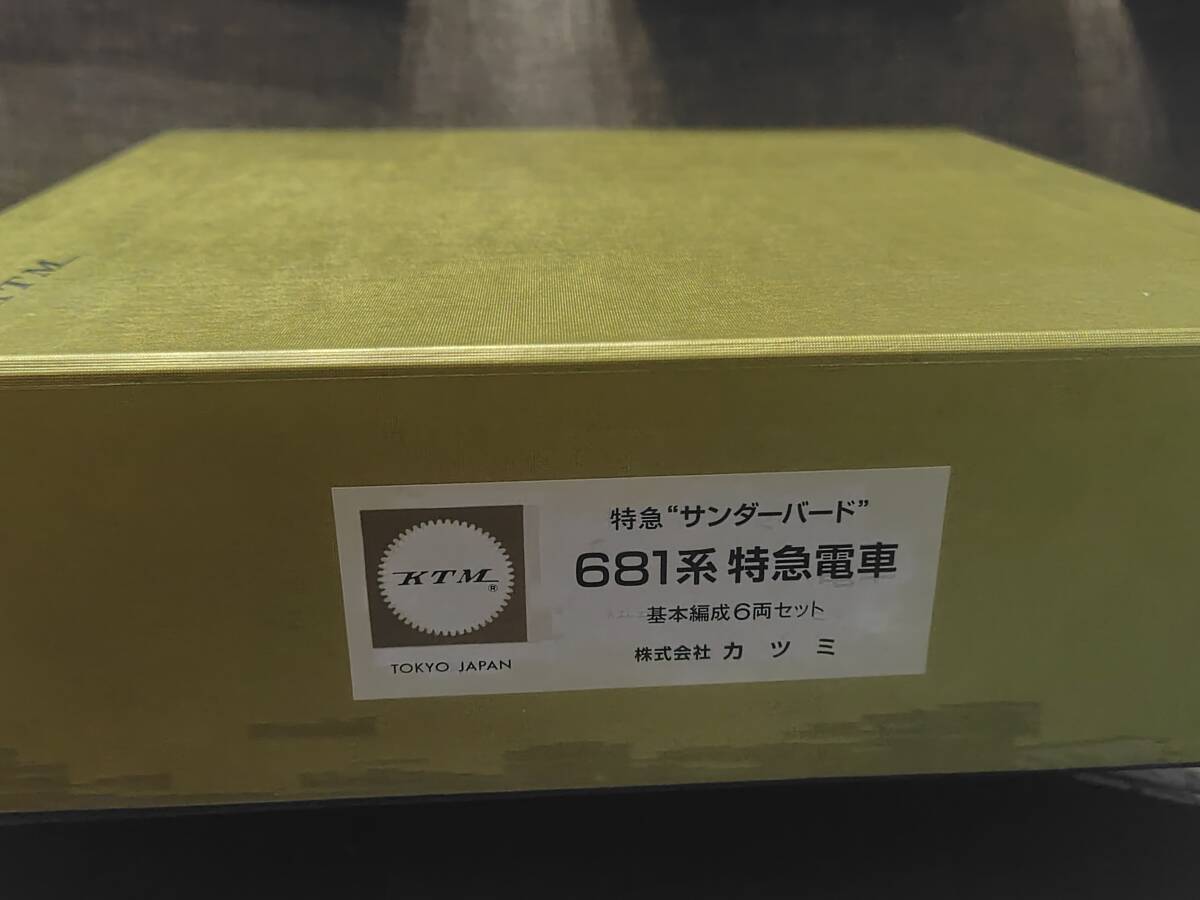 KTM
特急“サンダーバード”
681系 特急電車
基本編成6両セット
株式会社 カツミ
KTM®
TOKYO JAPAN